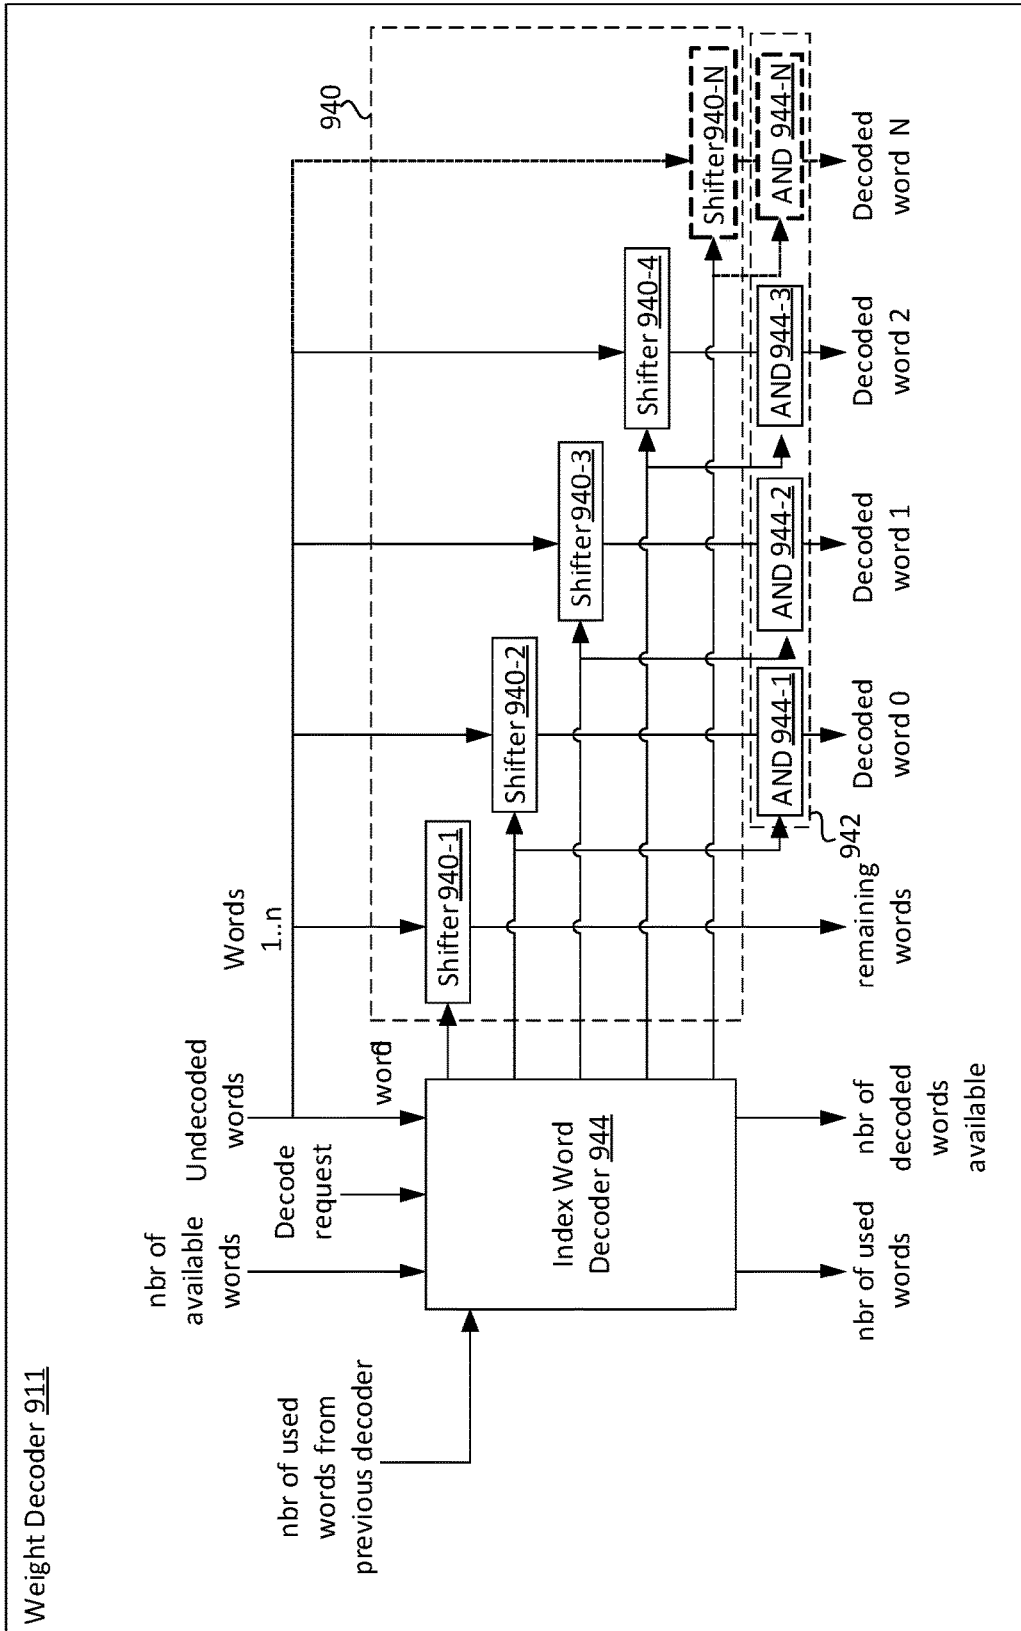 Weight Decoder 911
nbr of used
words from
previous decoder
nbr of
available
words
Decode
request
Undecoded
words
Words
1..n
940
word
Index Word
Decoder 944
Shifter 940-1
Shifter 940-2
Shifter 940-3
Shifter 940-4
Shifter 940-N
AND 944-1
AND 944-2
AND 944-3
AND 944-N
942
nbr of used
words
nbr of
decoded
words
available
remaining
words
Decoded
word 0
Decoded
word 1
Decoded
word 2
Decoded
word N